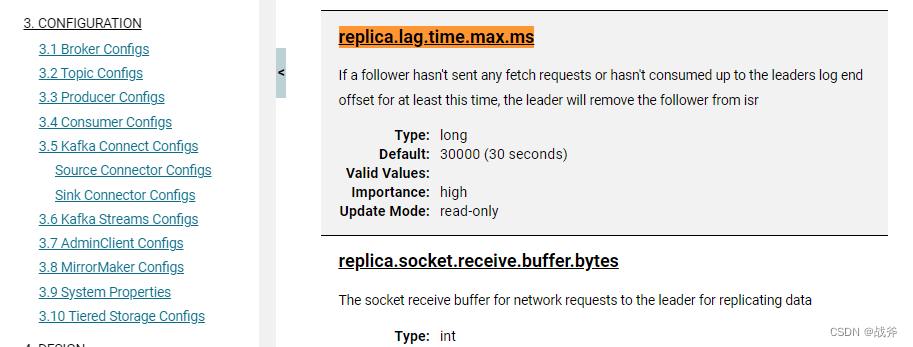 3. CONFIGURATION
3.1 Broker Configs
3.2 Topic Configs
3.3 Producer Configs
3.4 Consumer Configs
3.5 Kafka Connect Configs
Source Connector Configs
Sink Connector Configs
3.6 Kafka Streams Configs
3.7 AdminClient Configs
3.8 MirrorMaker Configs
3.9 System Properties
3.10 Tiered Storage Configs
4. DESIGN
<
replica.lag.time.max.ms
If a follower hasn't sent any fetch requests or hasn't consumed up to the leaders log end
offset for at least this time, the leader will remove the follower from isr
Type: long
Default: 30000 (30 seconds)
Valid Values:
Importance: high
Update Mode: read-only
replica.socket.receive.buffer.bytes
The socket receive buffer for network requests to the leader for replicating data
Type: int
CSDN @战斧